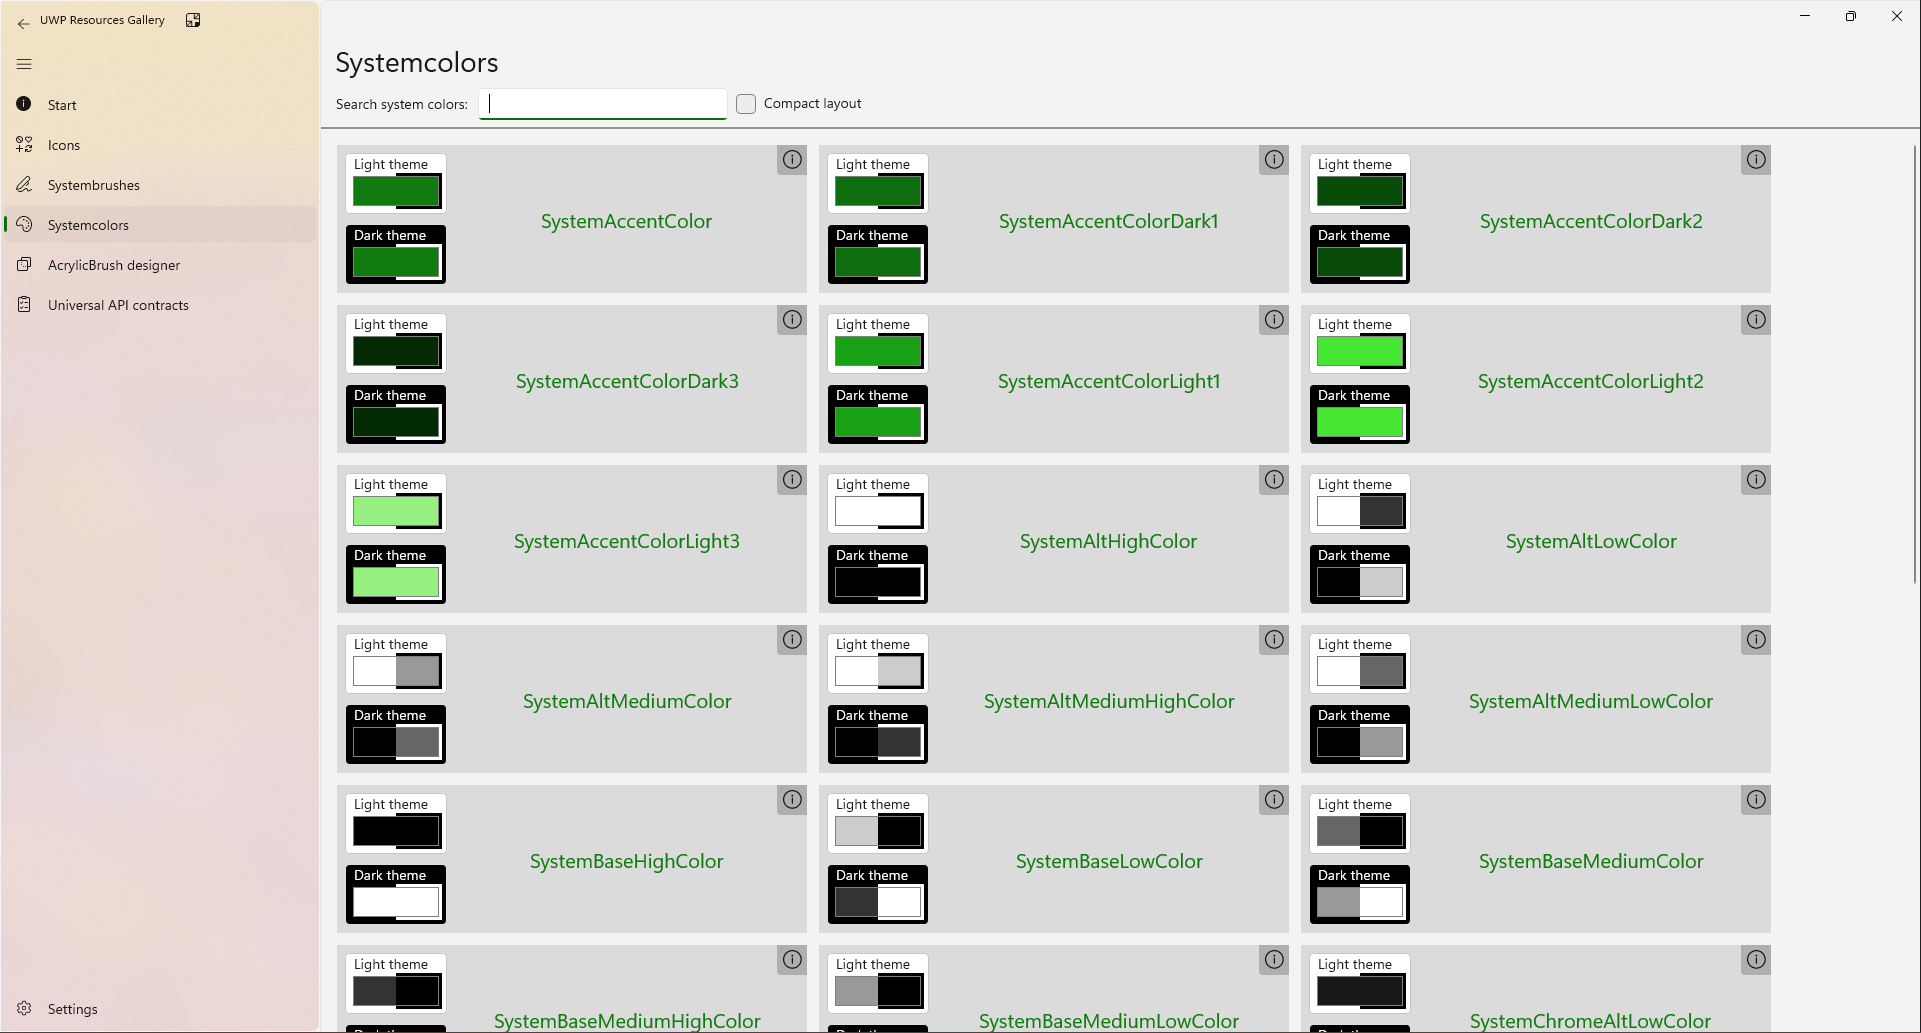 UWP Resources Gallery
Start
Icons
Systembrushes
Systemcolors
AcrylicBrush designer
Universal API contracts
Settings
Systemcolors
Search system colors:
Compact layout
Light theme
Dark theme
SystemAccentColor
Light theme
Dark theme
SystemAccentColorDark1
Light theme
Dark theme
SystemAccentColorDark2
Light theme
Dark theme
SystemAccentColorDark3
Light theme
Dark theme
SystemAccentColorLight1
Light theme
Dark theme
SystemAccentColorLight2
Light theme
Dark theme
SystemAccentColorLight3
Light theme
Dark theme
SystemAltHighColor
Light theme
Dark theme
SystemAltLowColor
Light theme
Dark theme
SystemAltMediumColor
Light theme
Dark theme
SystemAltMediumHighColor
Light theme
Dark theme
SystemAltMediumLowColor
Light theme
Dark theme
SystemBaseHighColor
Light theme
Dark theme
SystemBaseLowColor
Light theme
Dark theme
SystemBaseMediumColor
Light theme
SystemBaseMediumHighColor
Light theme
SystemBaseMediumLowColor
Light theme
SystemChromeAltLowColor